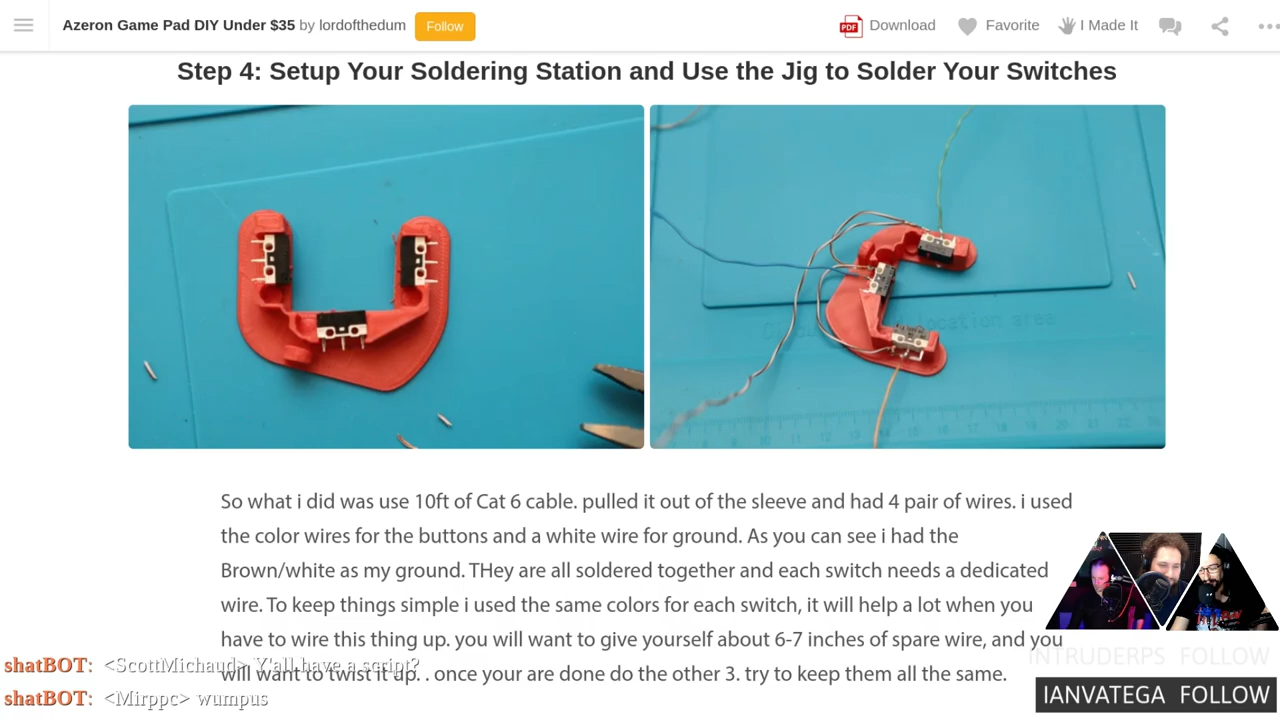 Azeron Game Pad DIY Under $35 by lordofthedum Follow Download Favorite I Made It
Step 4: Setup Your Soldering Station and Use the Jig to Solder Your Switches
So what i did was use 10ft of Cat 6 cable. pulled it out of the sleeve and had 4 pair of wires. i used
the color wires for the buttons and a white wire for ground. As you can see i had the
Brown/white as my ground. THey are all soldered together and each switch needs a dedicated
wire. To keep things simple i used the same colors for each switch, it will help a lot when you
have to wire this thing up. you will want to give yourself about 6-7 inches of spare wire, and you
will want to twist it up. . once your are done do the other 3. try to keep them all the same.
shatBOT: <ScottMichaud> Y'all have a script?
shatBOT: <Mirppc> wumpus
INTRUDERPS FOLLOW
IANVATEGA FOLLOW